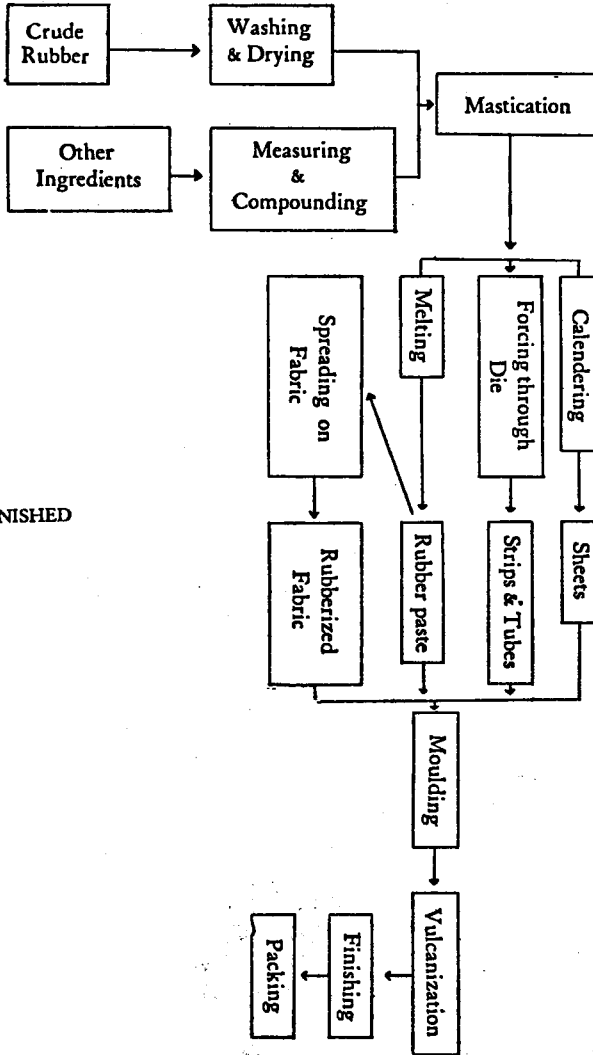 Crude
Rubber
Washing
& Drying
Mastication
Other
Ingredients
Measuring
&
Compounding
Spreading on
Fabric
Melting
Forcing through
Die
Calendering
NISHED
Rubberized
Fabric
Rubber paste
Strips & Tubes
Sheets
Moulding
Vulcanization
Finishing
Packing